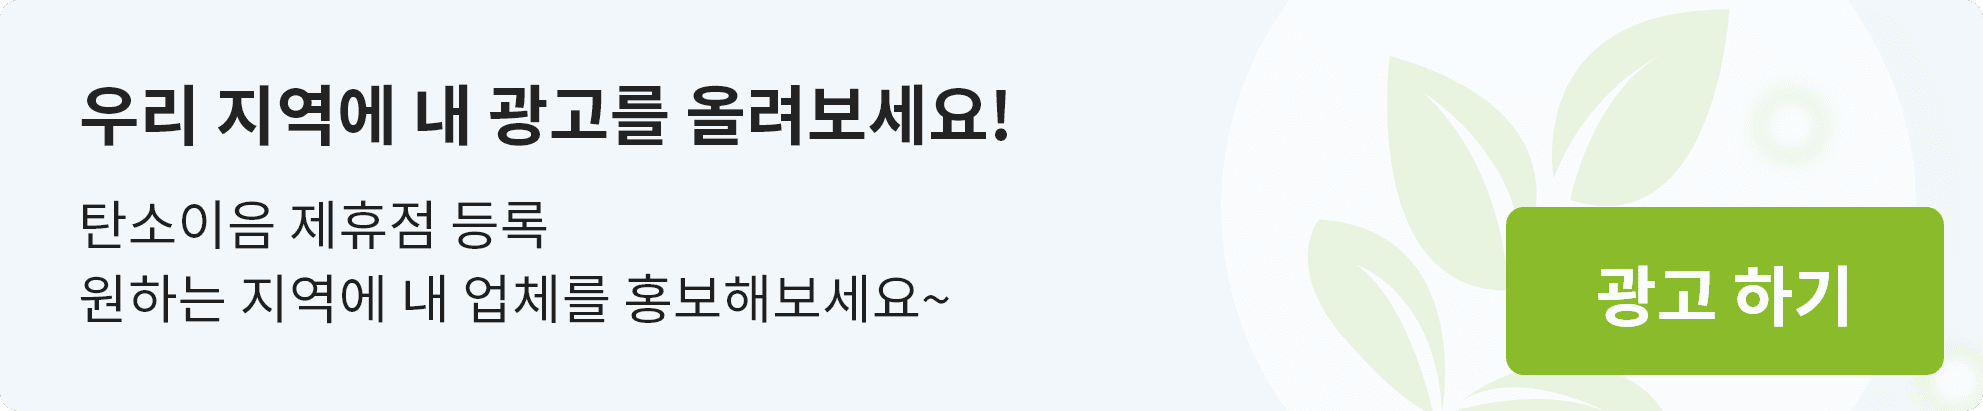 우리 지역에 내 광고를 올려보세요!
탄소이음 제휴점 등록
원하는 지역에 내 업체를 홍보해보세요~
광고 하기